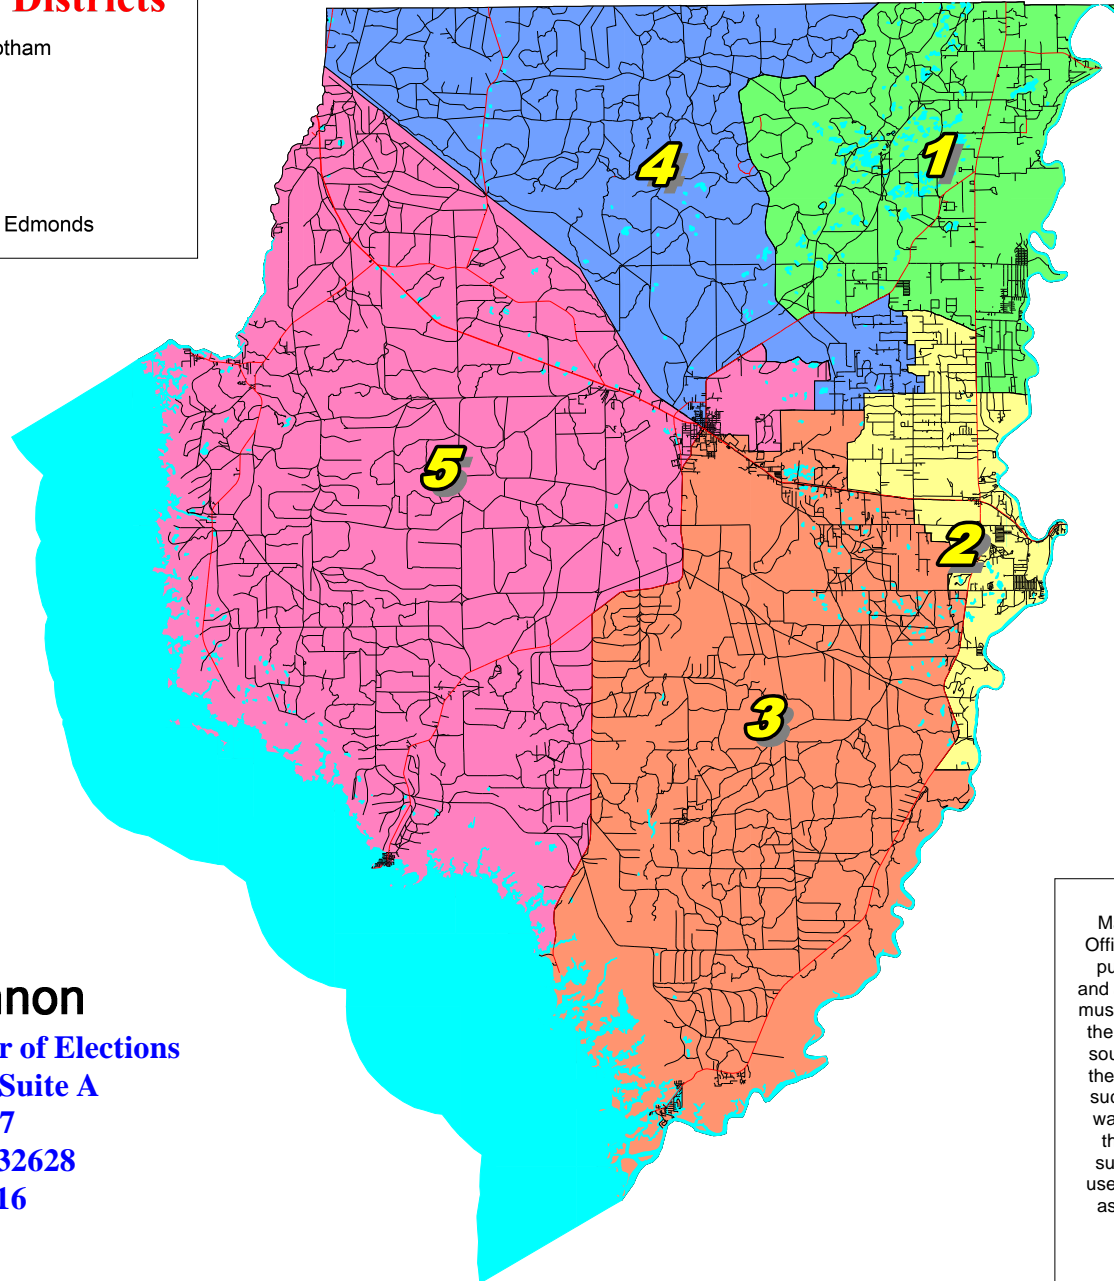 Districts
otham
Edmonds
4
1
5
2
3
nnon
r of Elections
Suite A
7
32628
16
M
Offi
pu
and
mus
the
sou
the
suc
wa
th
su
use
as